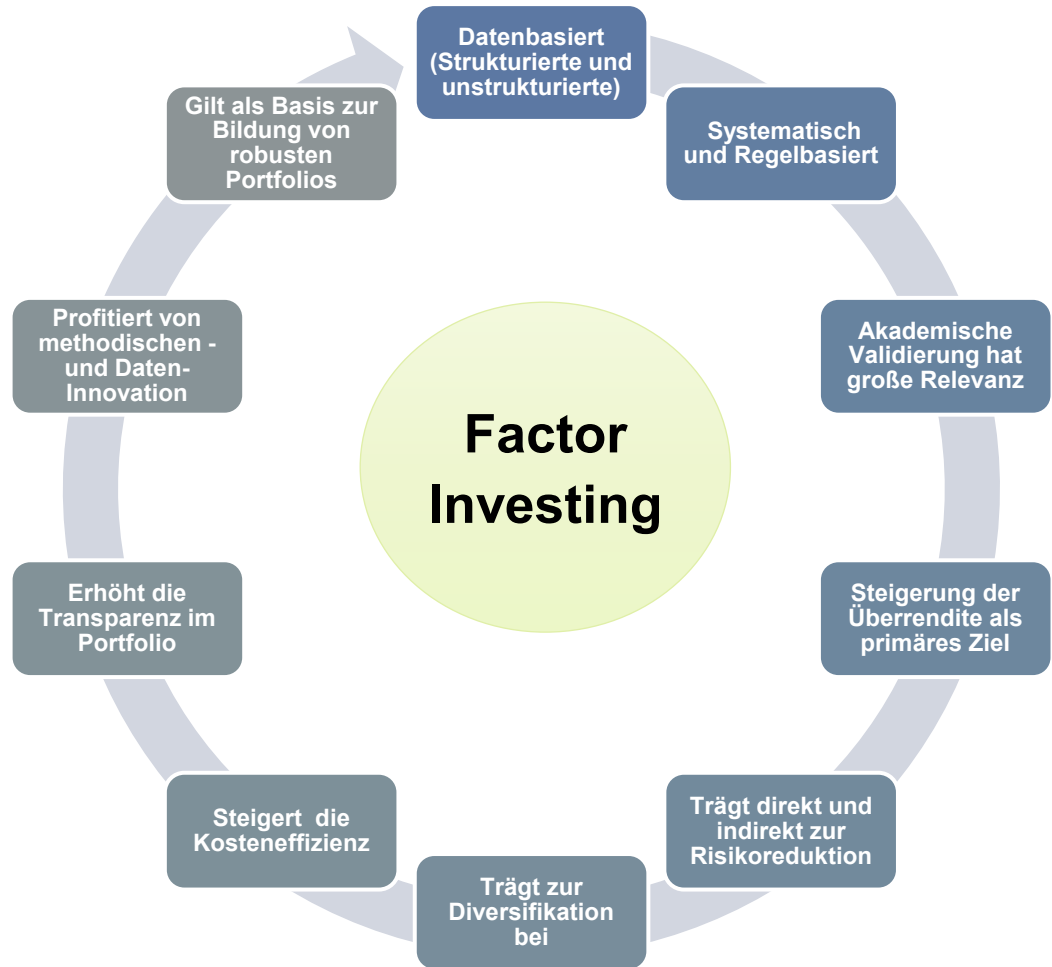 Datenbasiert
(Strukturierte und
unstrukturierte)
Systematisch
und Regelbasiert
Akademische
Validierung hat
große Relevanz
Steigerung der
Überrendite als
primäres Ziel
Trägt direkt und
indirekt zur
Risikoreduktion
Trägt zur
Diversifikation
bei
Steigert die
Kosteneffizienz
Erhöht die
Transparenz im
Portfolio
Profitiert von
methodischen -
und Daten-
Innovation
Gilt als Basis zur
Bildung von
robusten
Portfolios
Factor
Investing